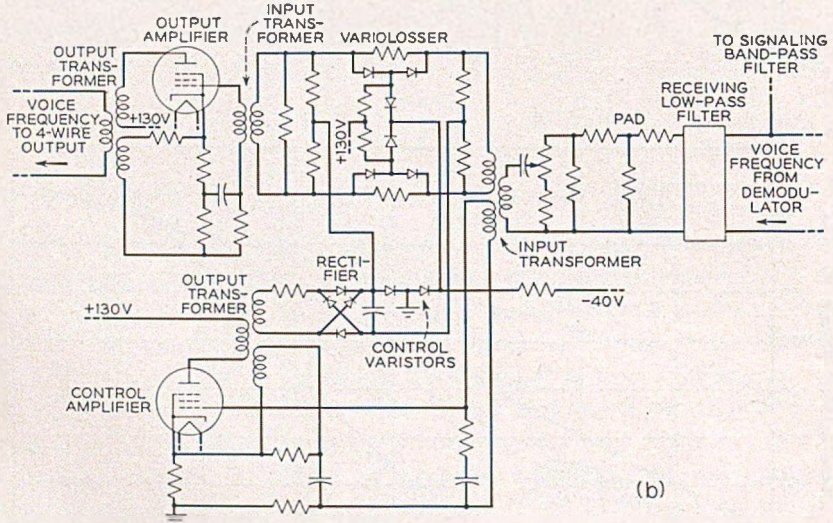 OUTPUT
AMPLIFIER
INPUT
TRANS-
FORMER
VARIOLOSSER
OUTPUT
TRANS-
FORMER
TO SIGNALING
BAND-PASS
FILTER
RECEIVING
LOW-PASS
FILTER
PAD
VOICE
FREQUENCY
TO 4-WIRE
OUTPUT
+130V
+130V
VOICE
FREQUENCY
FROM
DEMODU-
LATOR
INPUT
TRANSFORMER
RECTI-
FIER
OUTPUT
TRANS-
FORMER
+130V
-40V
CONTROL
VARISTORS
CONTROL
AMPLIFIER
(b)